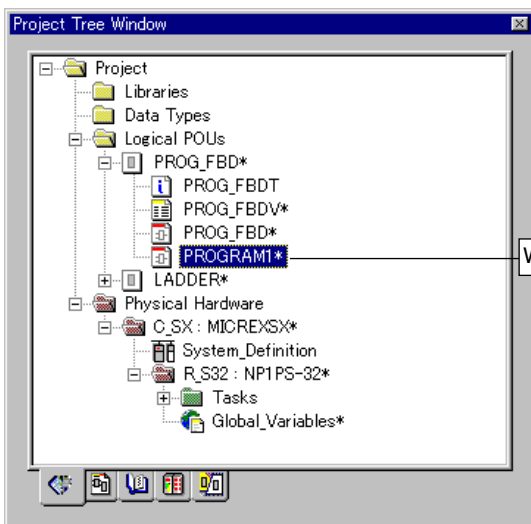 Project Tree Window
Project
Libraries
Data Types
Logical POUs
PROG_FBD*
PROG_FBDT
PROG_FBDV*
PROG_FBD*
PROGRAM1*
LADDER*
Physical Hardware
C_SX : MICREXSX*
System_Definition
R_S32 : NP1PS-32*
Tasks
Global_Variables*